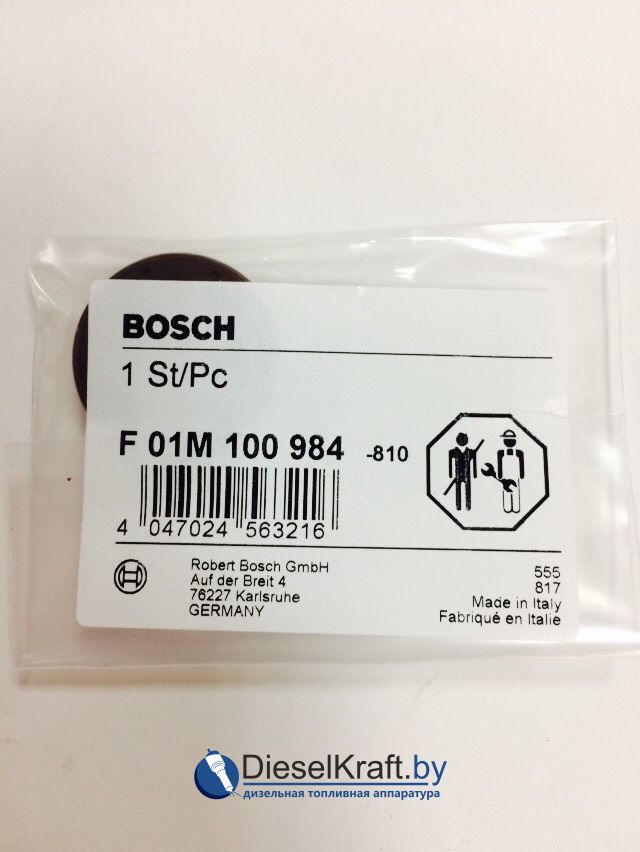 BOSCH
1 St/Pc
F 01M 100 984 -810
4 047024 563216
Robert Bosch GmbH
Auf der Breit 4
76227 Karlsruhe
GERMANY
555
817
Made in Italy
Fabriqué en Italie
DieselKraft.by
дизельная топливная аппаратура